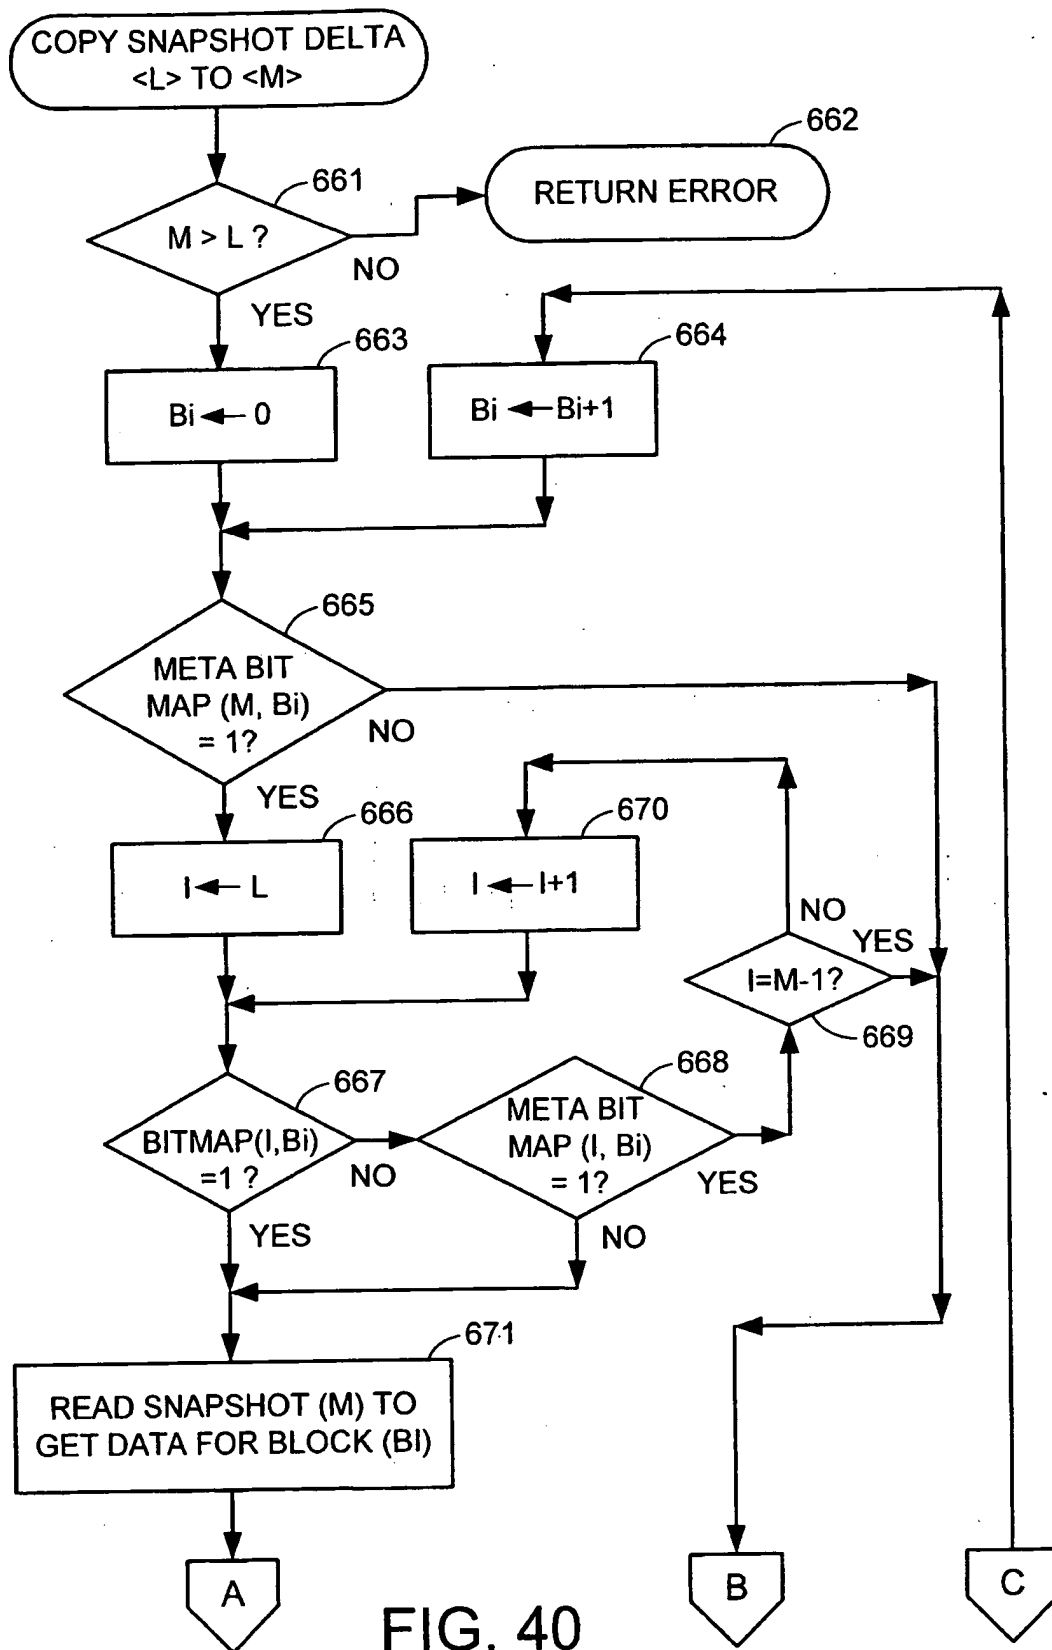 COPY SNAPSHOT DELTA
<L> TO <M>
662
RETURN ERROR
661
M > L ?
NO
YES
663
Bi ← 0
664
Bi ← Bi+1
665
META BIT
MAP (M, Bi)
= 1?
NO
YES
666
I ← L
670
I ← I+1
NO
YES
I=M-1?
669
667
BITMAP(I,Bi)
=1 ?
NO
YES
668
META BIT
MAP (I, Bi)
= 1?
YES
NO
671
READ SNAPSHOT (M) TO
GET DATA FOR BLOCK (BI)
A
B
C
FIG. 40